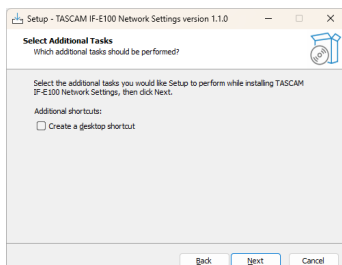 Setup - TASCAM IF-E100 Network Settings version 1.1.0
Select Additional Tasks
Which additional tasks should be performed?
Select the additional tasks you would like Setup to perform while installing TASCAM
IF-E100 Network Settings, then click Next.
Additional shortcuts:
Create a desktop shortcut
Back Next Cancel